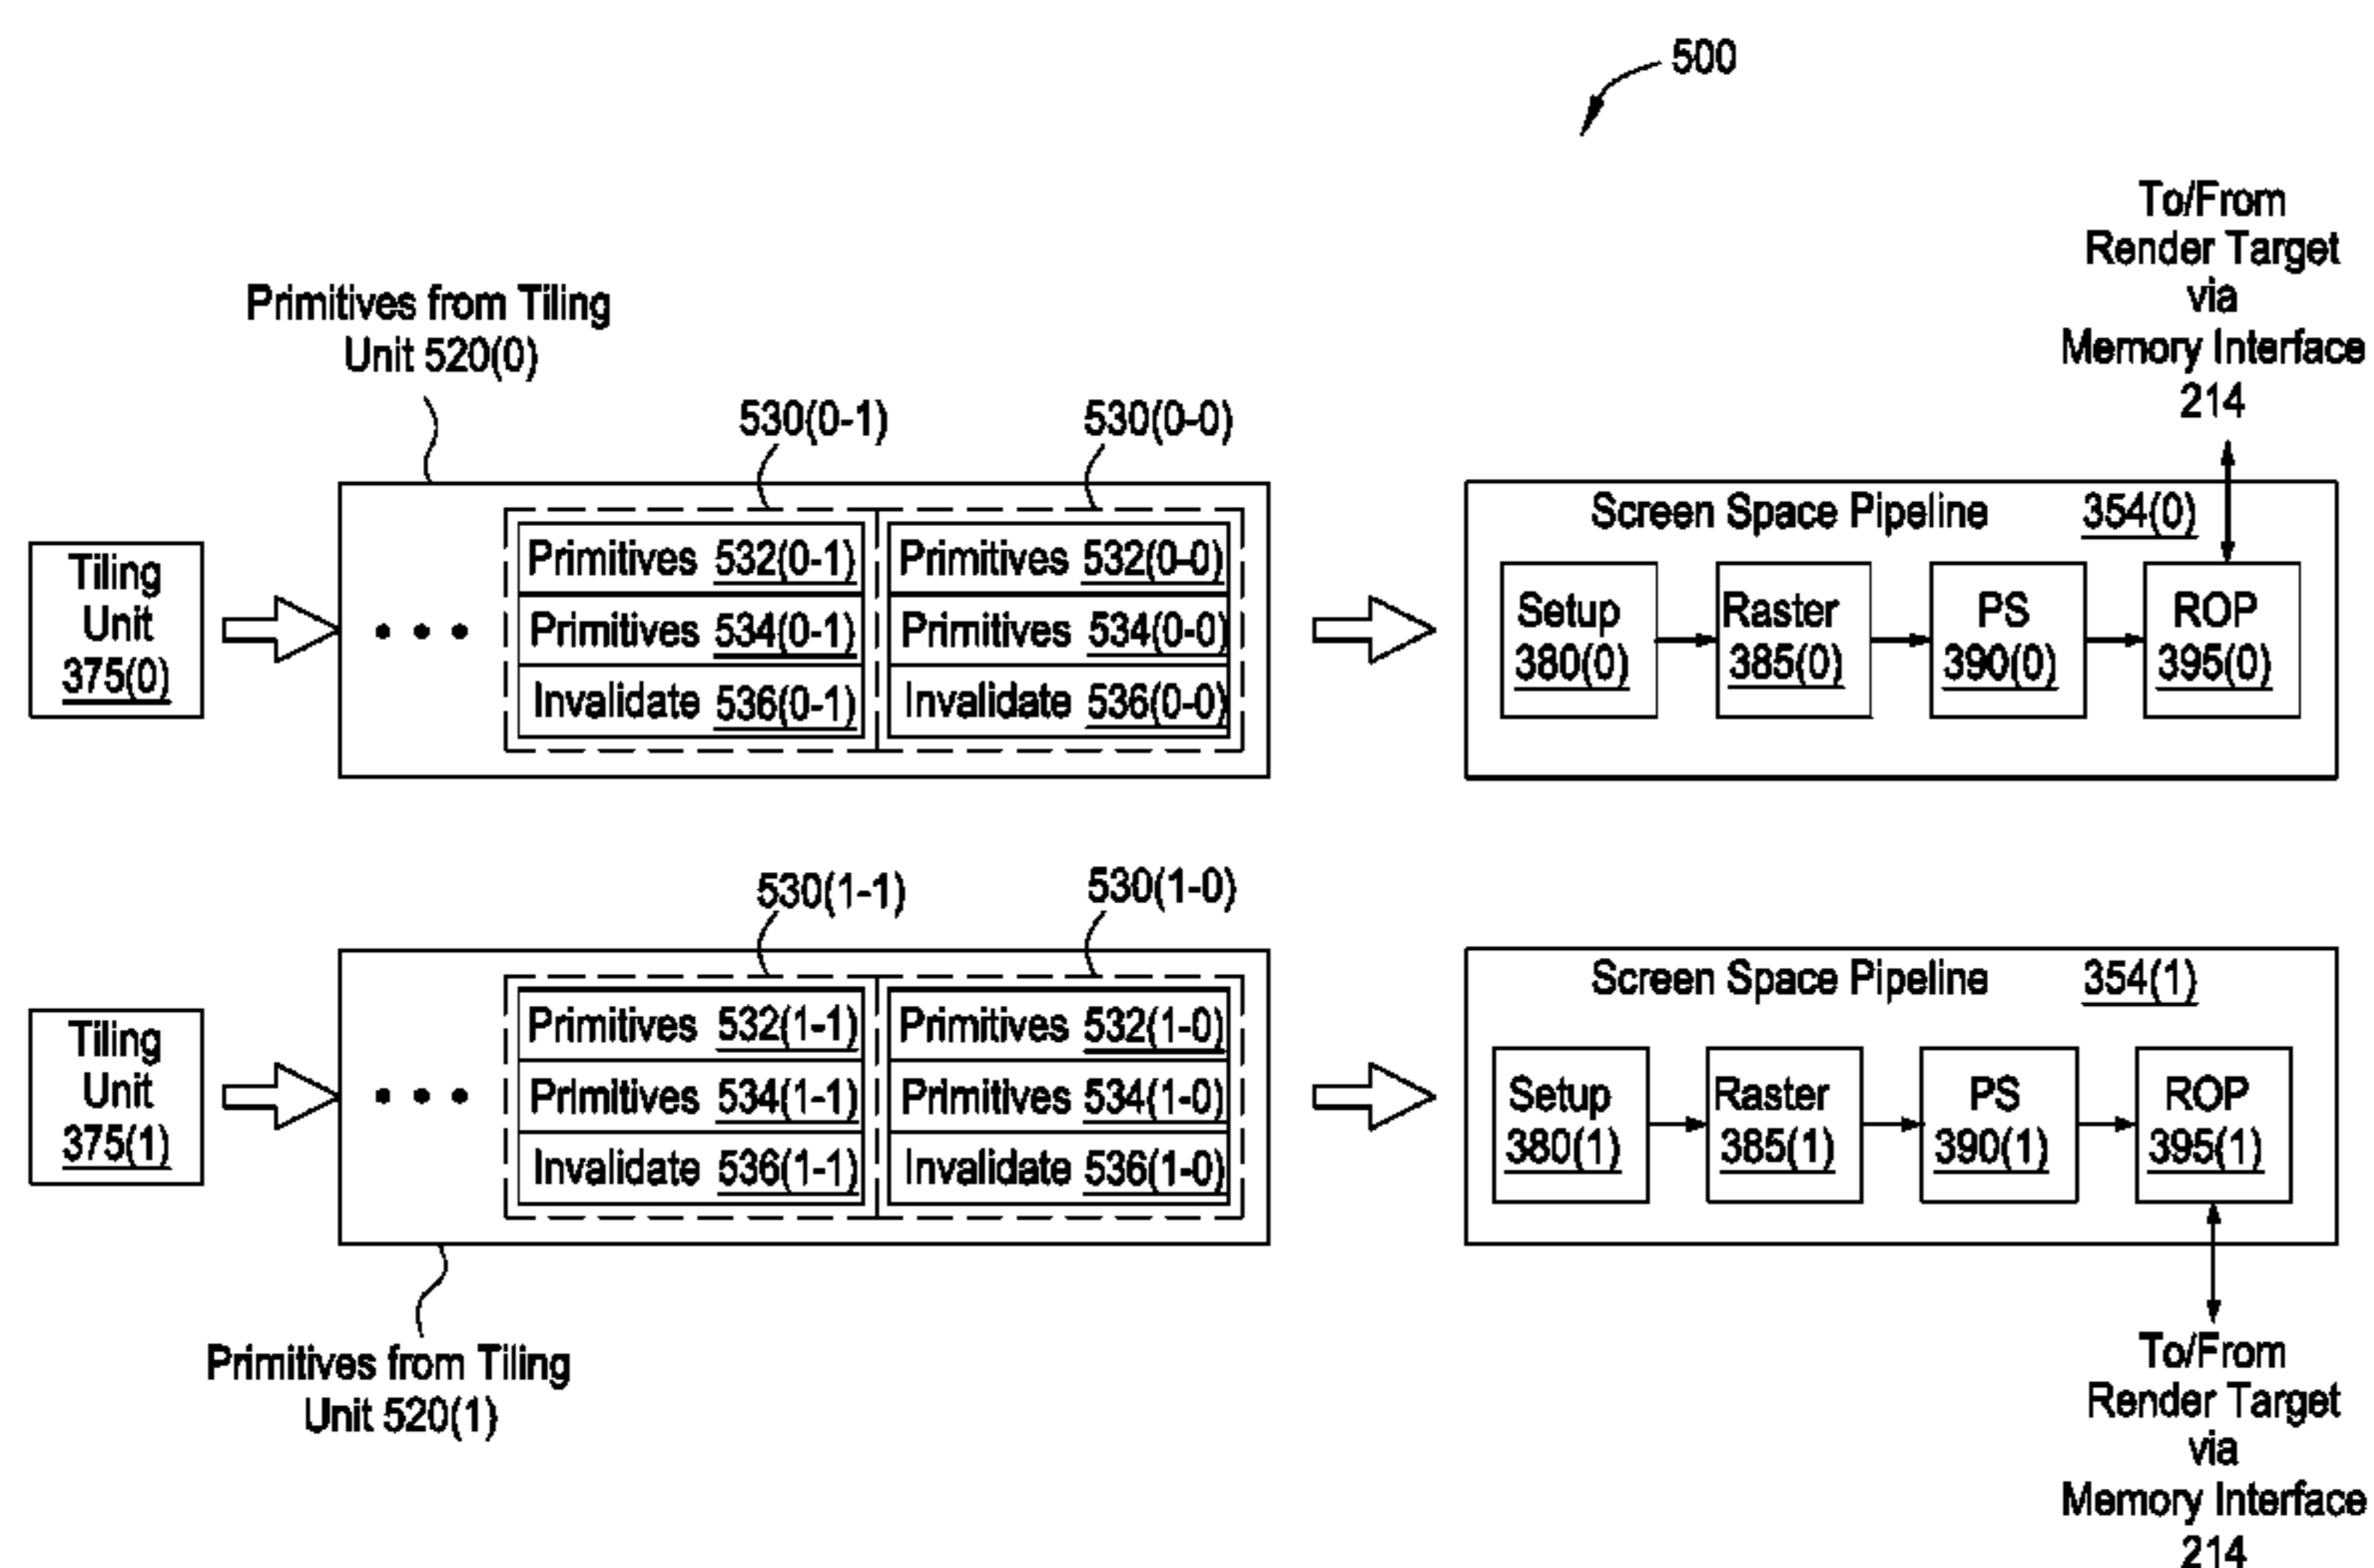 500
To/From
Render Target
via
Memory Interface
214
Primitives from Tiling
Unit 520(0)
530(0-1)
530(0-0)
Tiling
Unit
375(0)
Primitives 532(0-1)
Primitives 534(0-1)
Invalidate 536(0-1)
Primitives 532(0-0)
Primitives 534(0-0)
Invalidate 536(0-0)
Screen Space Pipeline 354(0)
Setup
380(0)
Raster
385(0)
PS
390(0)
ROP
395(0)
530(1-1)
530(1-0)
Tiling
Unit
375(1)
Primitives 532(1-1)
Primitives 534(1-1)
Invalidate 536(1-1)
Primitives 532(1-0)
Primitives 534(1-0)
Invalidate 536(1-0)
Screen Space Pipeline 354(1)
Setup
380(1)
Raster
385(1)
PS
390(1)
ROP
395(1)
Primitives from Tiling
Unit 520(1)
To/From
Render Target
via
Memory Interface
214